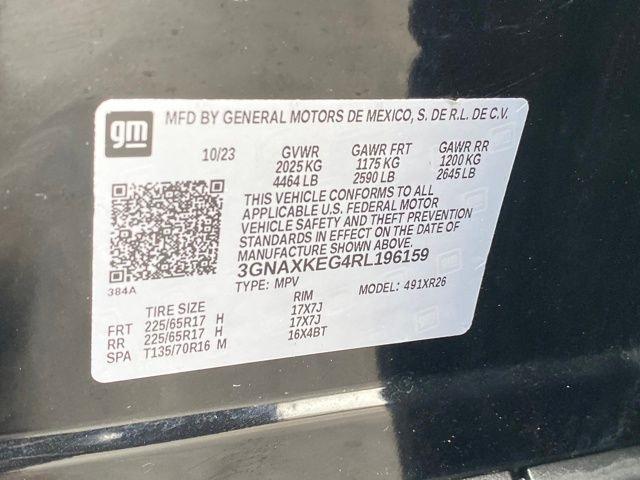 gm
MFD BY GENERAL MOTORS DE MEXICO, S. DE R.L. DE C.V.
10/23 GVWR GAWR FRT GAWR RR
2025 KG 1175 KG 1200 KG
4464 LB 2590 LB 2645 LB
THIS VEHICLE CONFORMS TO ALL
APPLICABLE U.S. FEDERAL MOTOR
VEHICLE SAFETY AND THEFT PREVENTION
STANDARDS IN EFFECT ON THE DATE OF
MANUFACTURE SHOWN ABOVE.
3GNAXKEG4RL196159
384A
TYPE: MPV MODEL: 491XR26
TIRE SIZE RIM
FRT 225/65R17 H 17X7J
RR 225/65R17 H 17X7J
SPA T135/70R16 M 16X4BT